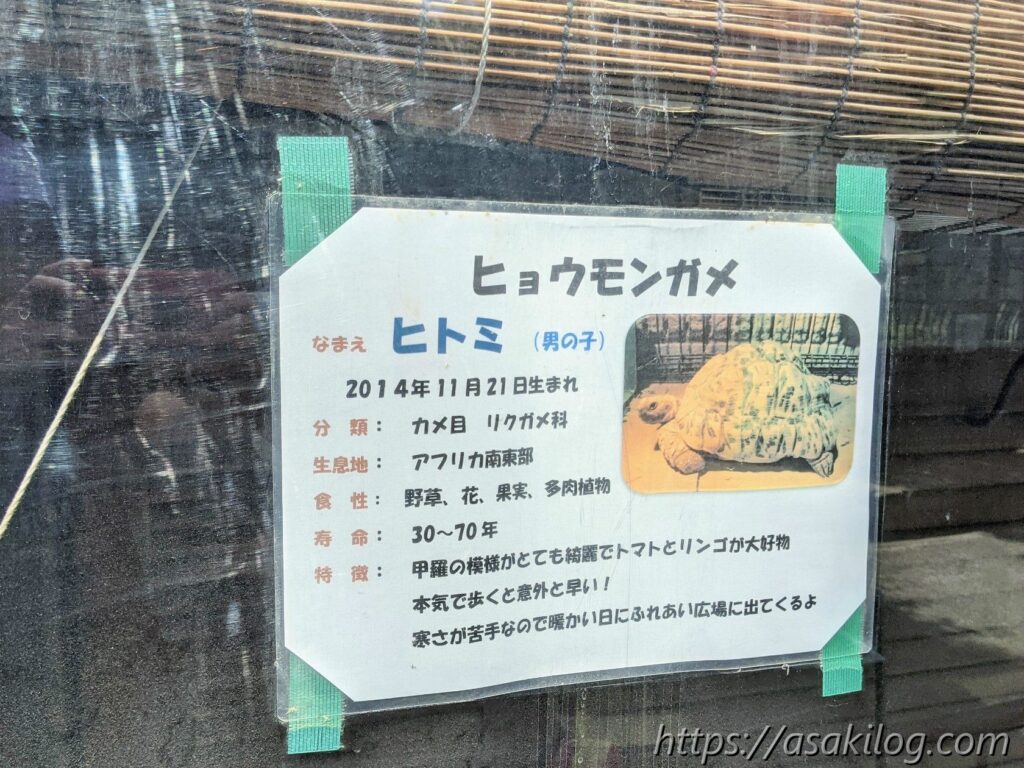 ヒョウモンガメ
なまえ ヒトミ (男の子)
2014年11月21日生まれ
分 類： カメ目 リクガメ科
生息地： アフリカ南東部
食 性： 野草、花、果実、多肉植物
寿 命： 30～70年
特 徴： 甲羅の模様がとても綺麗でトマトとリンゴが大好物
本気で歩くと意外と早い！
寒さが苦手なので暖かい日にふれあい広場に出てくるよ
https://asakilog.com